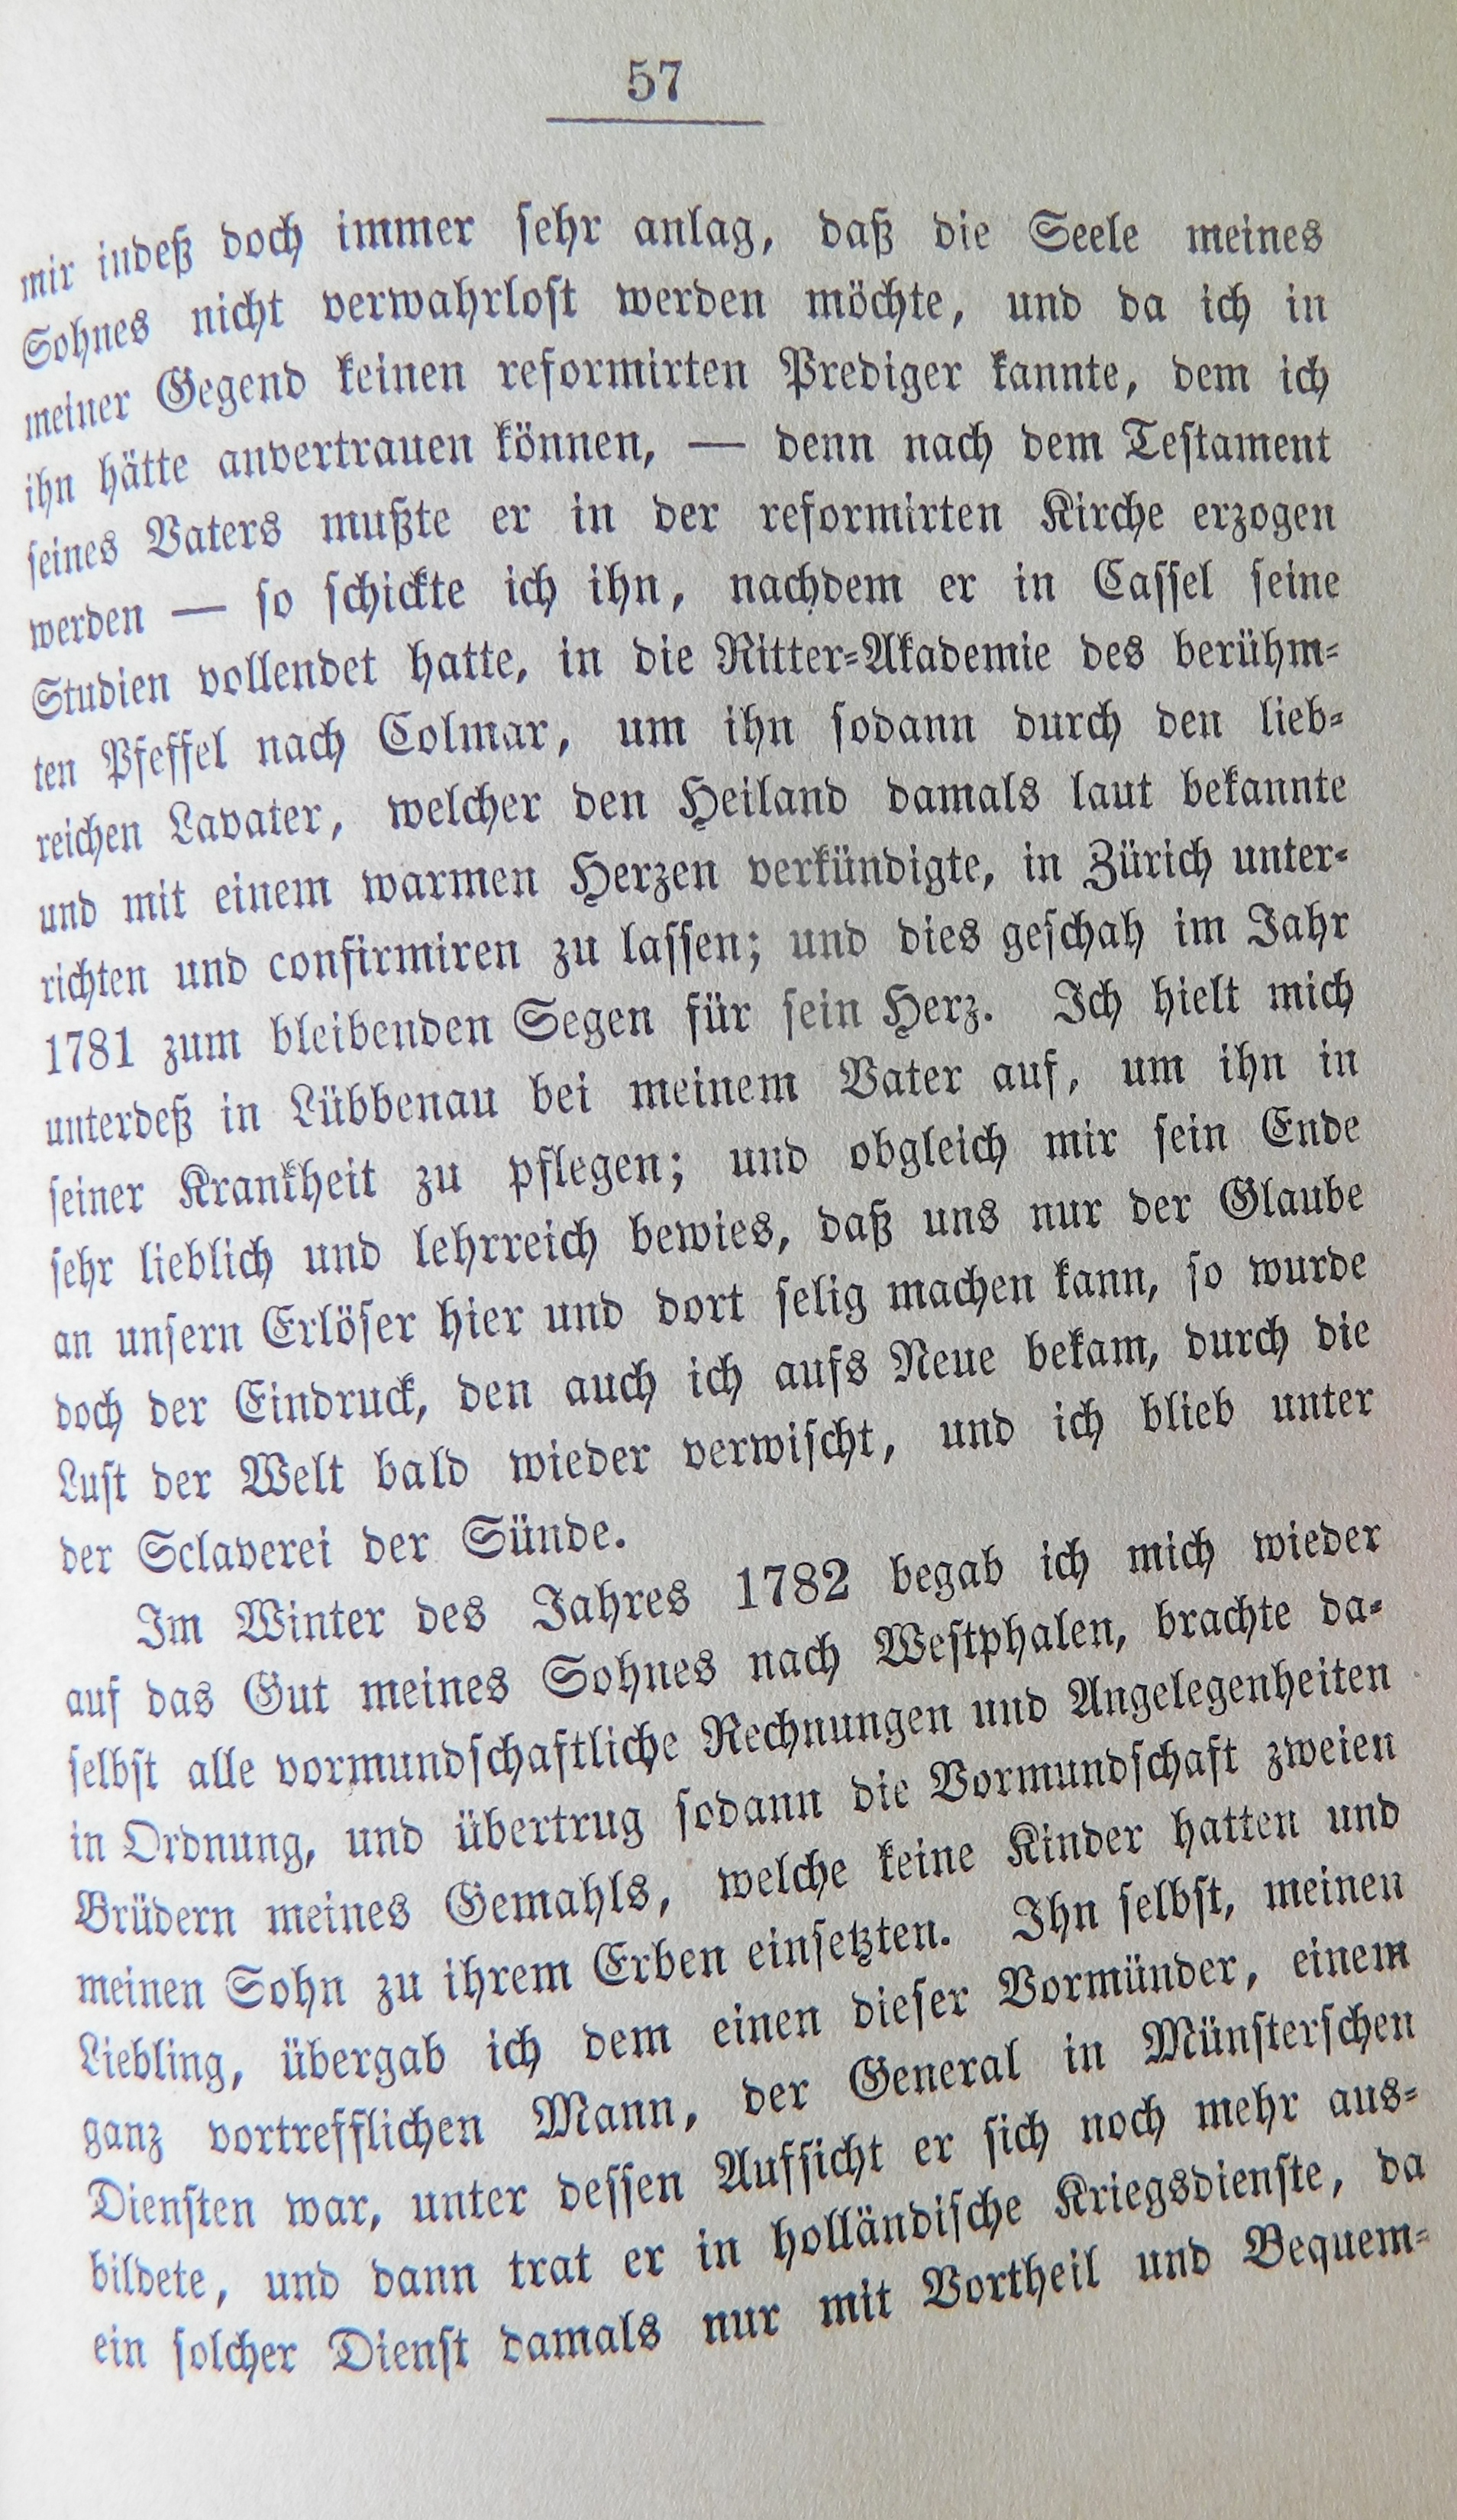 57
mir indeß doch immer sehr anlag, daß die Seele meines
Sohnes nicht verwahrlost werden möchte, und da ich in
meiner Gegend keinen reformirten Prediger kannte, dem ich
ihn hätte anvertrauen können, — denn nach dem Testament
seines Vaters mußte er in der reformirten Kirche erzogen
werden — so schickte ich ihn, nachdem er in Cassel seine
Studien vollendet hatte, in die Ritter-Akademie des berühm-
ten Pfeffel nach Colmar, um ihn sodann durch den lieb-
reichen Lavater, welcher den Heiland damals laut bekannte
und mit einem warmen Herzen verkündigte, in Zürich unter-
richten und confirmiren zu lassen; und dies geschah im Jahr
1781 zum bleibenden Segen für sein Herz. Ich hielt mich
unterdeß in Lübbenau bei meinem Vater auf, um ihn in
seiner Krankheit zu pflegen; und obgleich mir sein Ende
sehr lieblich und lehrreich bewies, daß uns nur der Glaube
an unsern Erlöser hier und dort selig machen kann, so wurde
doch der Eindruck, den auch ich aufs Neue bekam, durch die
Lust der Welt bald wieder verwischt, und ich blieb unter
der Sclaverei der Sünde.
Im Winter des Jahres 1782 begab ich mich wieder
auf das Gut meines Sohnes nach Westphalen, brachte da-
selbst alle vormundschaftliche Rechnungen und Angelegenheiten
in Ordnung, und übertrug sodann die Vormundschaft zweien
Brüdern meines Gemahls, welche keine Kinder hatten und
meinen Sohn zu ihrem Erben einsetzten. Ihn selbst, meinen
Liebling, übergab ich dem einen dieser Vormünder, einem
ganz vortrefflichen Mann, der General in Münsterschen
Diensten war, unter dessen Aufsicht er sich noch mehr aus-
bildete, und dann trat er in holländische Kriegsdienste, da
ein solcher Dienst damals nur mit Vortheil und Bequem-